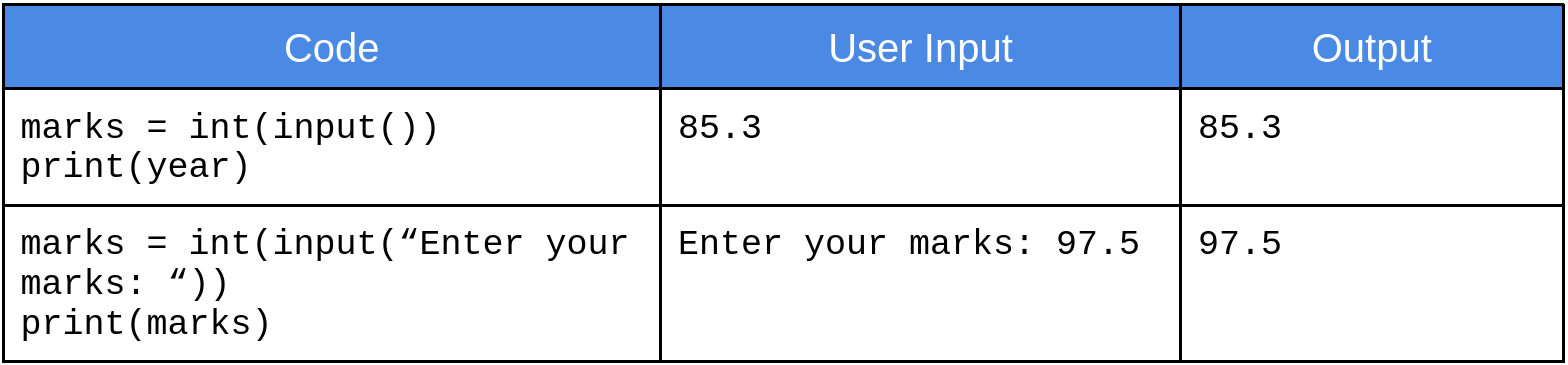 Code User Input Output
marks = int(input()) 85.3 85.3
print(year)
marks = int(input(“Enter your Enter your marks: 97.5 97.5
marks: “))
print(marks)